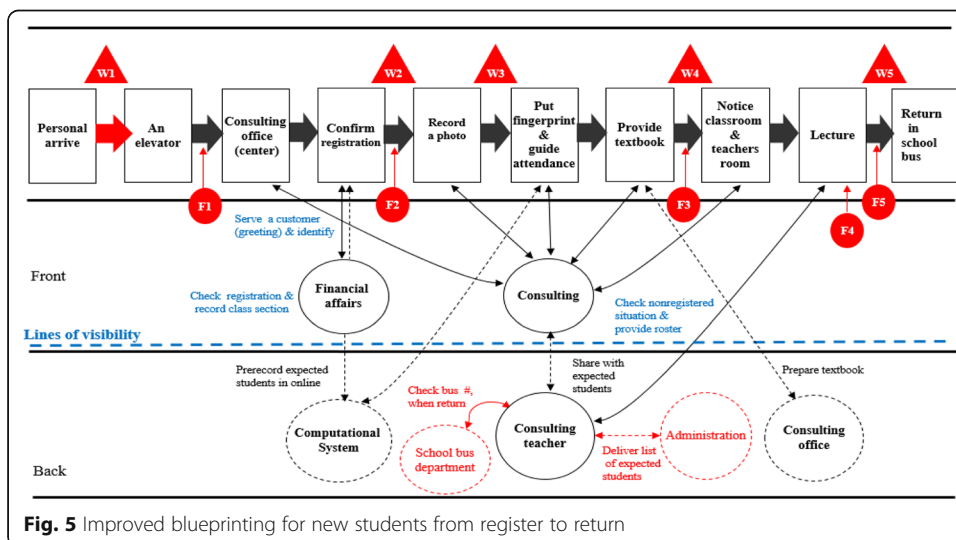 W1
W2
W3
W4
W5
Personal
arrive
An
elevator
Consulting
office
(center)
Confirm
registration
Record
a photo
Put
fingerprint
&
guide
attendance
Provide
textbook
Notice
classroom
&
teachers
room
Lecture
Return
in
school
bus
F1
F2
F3
F4
F5
Serve a customer
(greeting) & identify
Front
Financial
affairs
Consulting
Check registration &
record class section
Check nonregistered
situation &
provide roster
Lines of visibility
Prerecord expected
students in online
Share with
expected
students
Prepare textbook
Check bus #,
when return
Computational
System
School bus
department
Consulting
teacher
Administration
Consulting
office
Deliver list
of expected
students
Back
Fig. 5 Improved blueprinting for new students from register to return